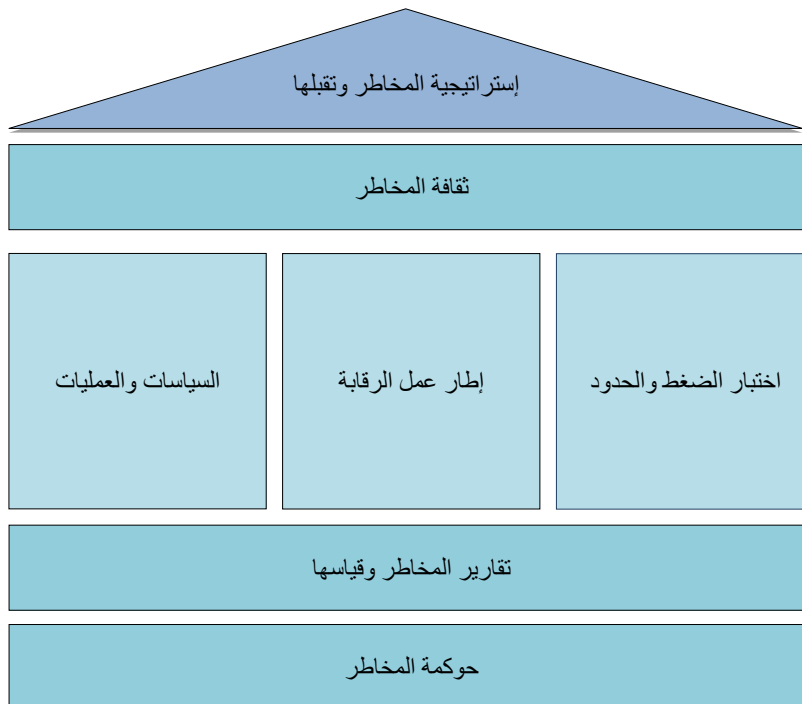 إستراتيجية المخاطر وتقبلها
ثقافة المخاطر
اختبار الضغط والحدود
إطار عمل الرقابة
السياسات والعمليات
تقارير المخاطر وقياسها
حوكمة المخاطر